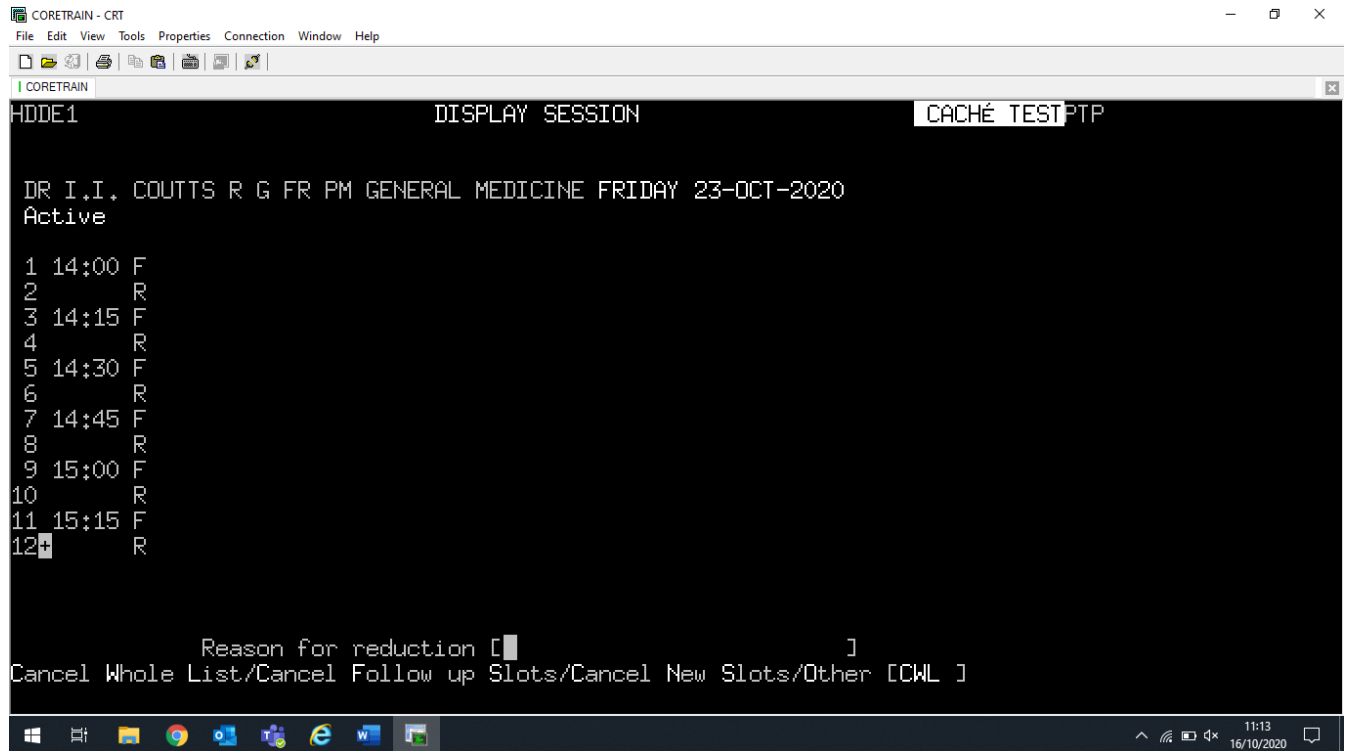 CORETRAIN - CRT
File Edit View Tools Properties Connection Window Help
CORETRAIN
HDDE1 DISPLAY SESSION CACHÉ TESTPTP
DR I.I. COUTTS R G FR PM GENERAL MEDICINE FRIDAY 23-OCT-2020
Active
1 14:00 F
2 R
3 14:15 F
4 R
5 14:30 F
6 R
7 14:45 F
8 R
9 15:00 F
10 R
11 15:15 F
12+ R
Reason for reduction [ ]
Cancel Whole List/Cancel Follow up Slots/Cancel New Slots/Other [CWL ]
11:13
16/10/2020